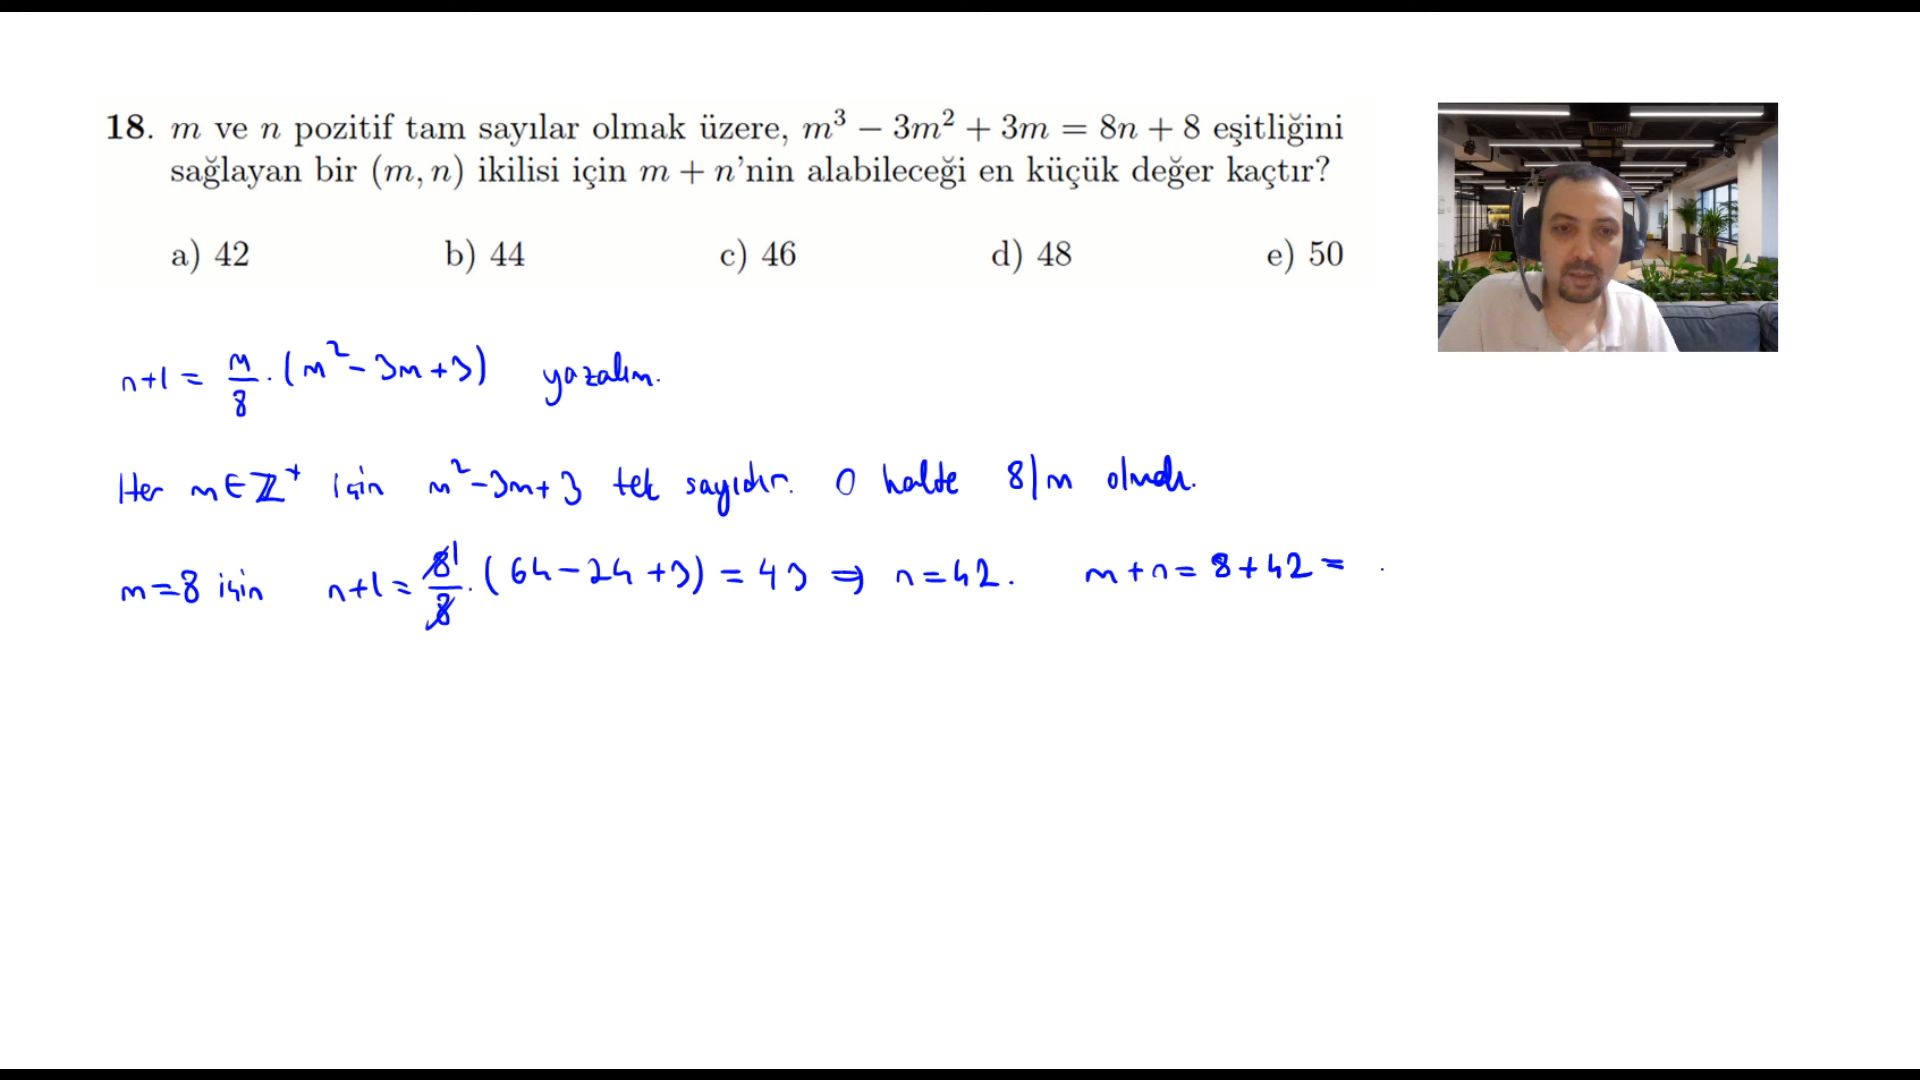 18. m ve n pozitif tam sayılar olmak üzere, m³ − 3m² + 3m = 8n + 8 eşitliğini
sağlayan bir (m, n) ikilisi için m + n'nin alabileceği en küçük değer kaçtır?
a) 42 b) 44 c) 46 d) 48 e) 50
n+1 = m/8 · (m² − 3m + 3) yazalım.
Her m ∈ ℤ⁺ için m² − 3m + 3 tek sayıdır. O halde 8|m olmalı.
m = 8 için n+1 = 8/8 · (64 − 24 + 3) = 43 ⇒ n = 42. m + n = 8 + 42 =